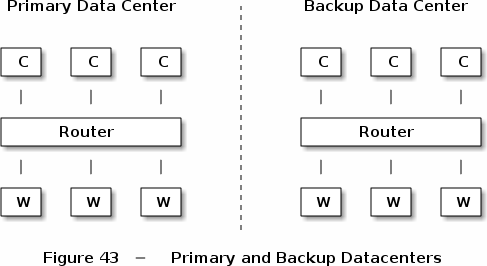 Primary Data Center Backup Data Center
C C C C C C
Router Router
W W W W W W
Figure 43 — Primary and Backup Datacenters